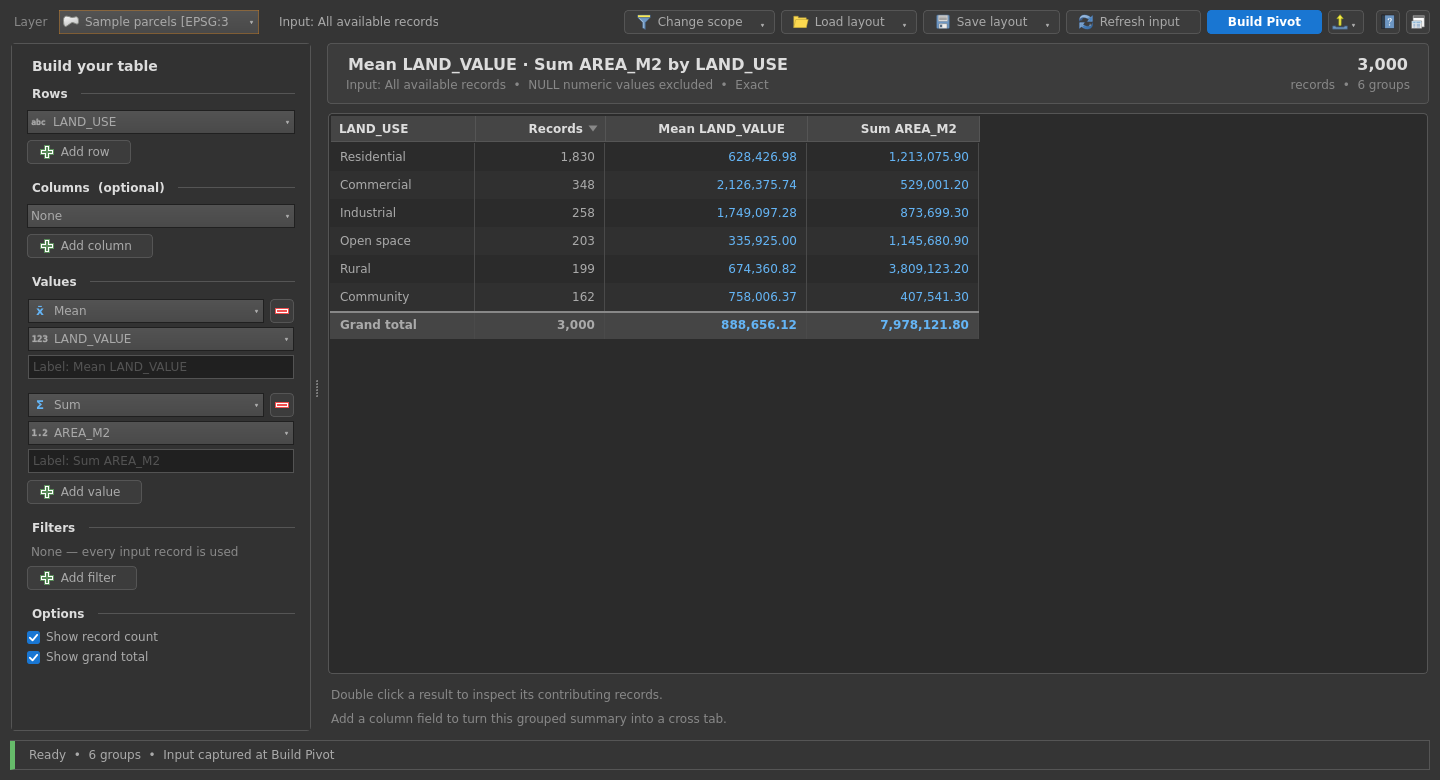 Layer Sample parcels [EPSG:3 Input: All available records Change scope Load layout Save layout Refresh input Build Pivot
Build your table
Rows
abc LAND_USE
Add row
Columns (optional)
None
Add column
Values
x̄ Mean
123 LAND_VALUE
Label: Mean LAND_VALUE
Σ Sum
1.2 AREA_M2
Label: Sum AREA_M2
Add value
Filters
None — every input record is used
Add filter
Options
Show record count
Show grand total
Mean LAND_VALUE · Sum AREA_M2 by LAND_USE 3,000
Input: All available records • NULL numeric values excluded • Exact records • 6 groups
LAND_USE Records Mean LAND_VALUE Sum AREA_M2
Residential 1,830 628,426.98 1,213,075.90
Commercial 348 2,126,375.74 529,001.20
Industrial 258 1,749,097.28 873,699.30
Open space 203 335,925.00 1,145,680.90
Rural 199 674,360.82 3,809,123.20
Community 162 758,006.37 407,541.30
Grand total 3,000 888,656.12 7,978,121.80
Double click a result to inspect its contributing records.
Add a column field to turn this grouped summary into a cross tab.
Ready • 6 groups • Input captured at Build Pivot